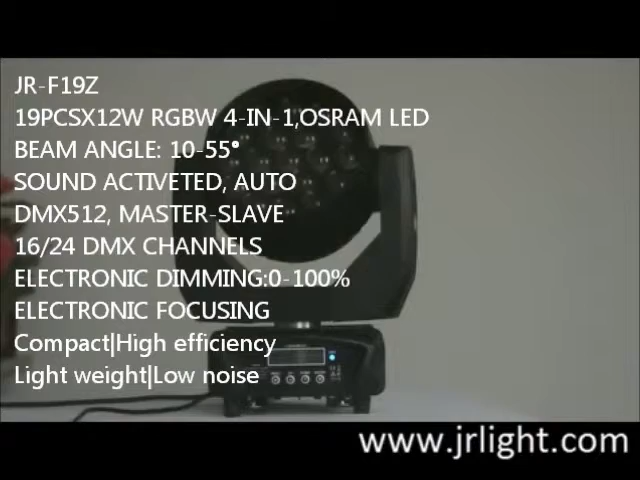 JR-F19Z
19PCSX12W RGBW 4-IN-1,OSRAM LED
BEAM ANGLE: 10-55°
SOUND ACTIVETED, AUTO
DMX512, MASTER-SLAVE
16/24 DMX CHANNELS
ELECTRONIC DIMMING:0-100%
ELECTRONIC FOCUSING
Compact|High efficiency
Light weight|Low noise
www.jrlight.com